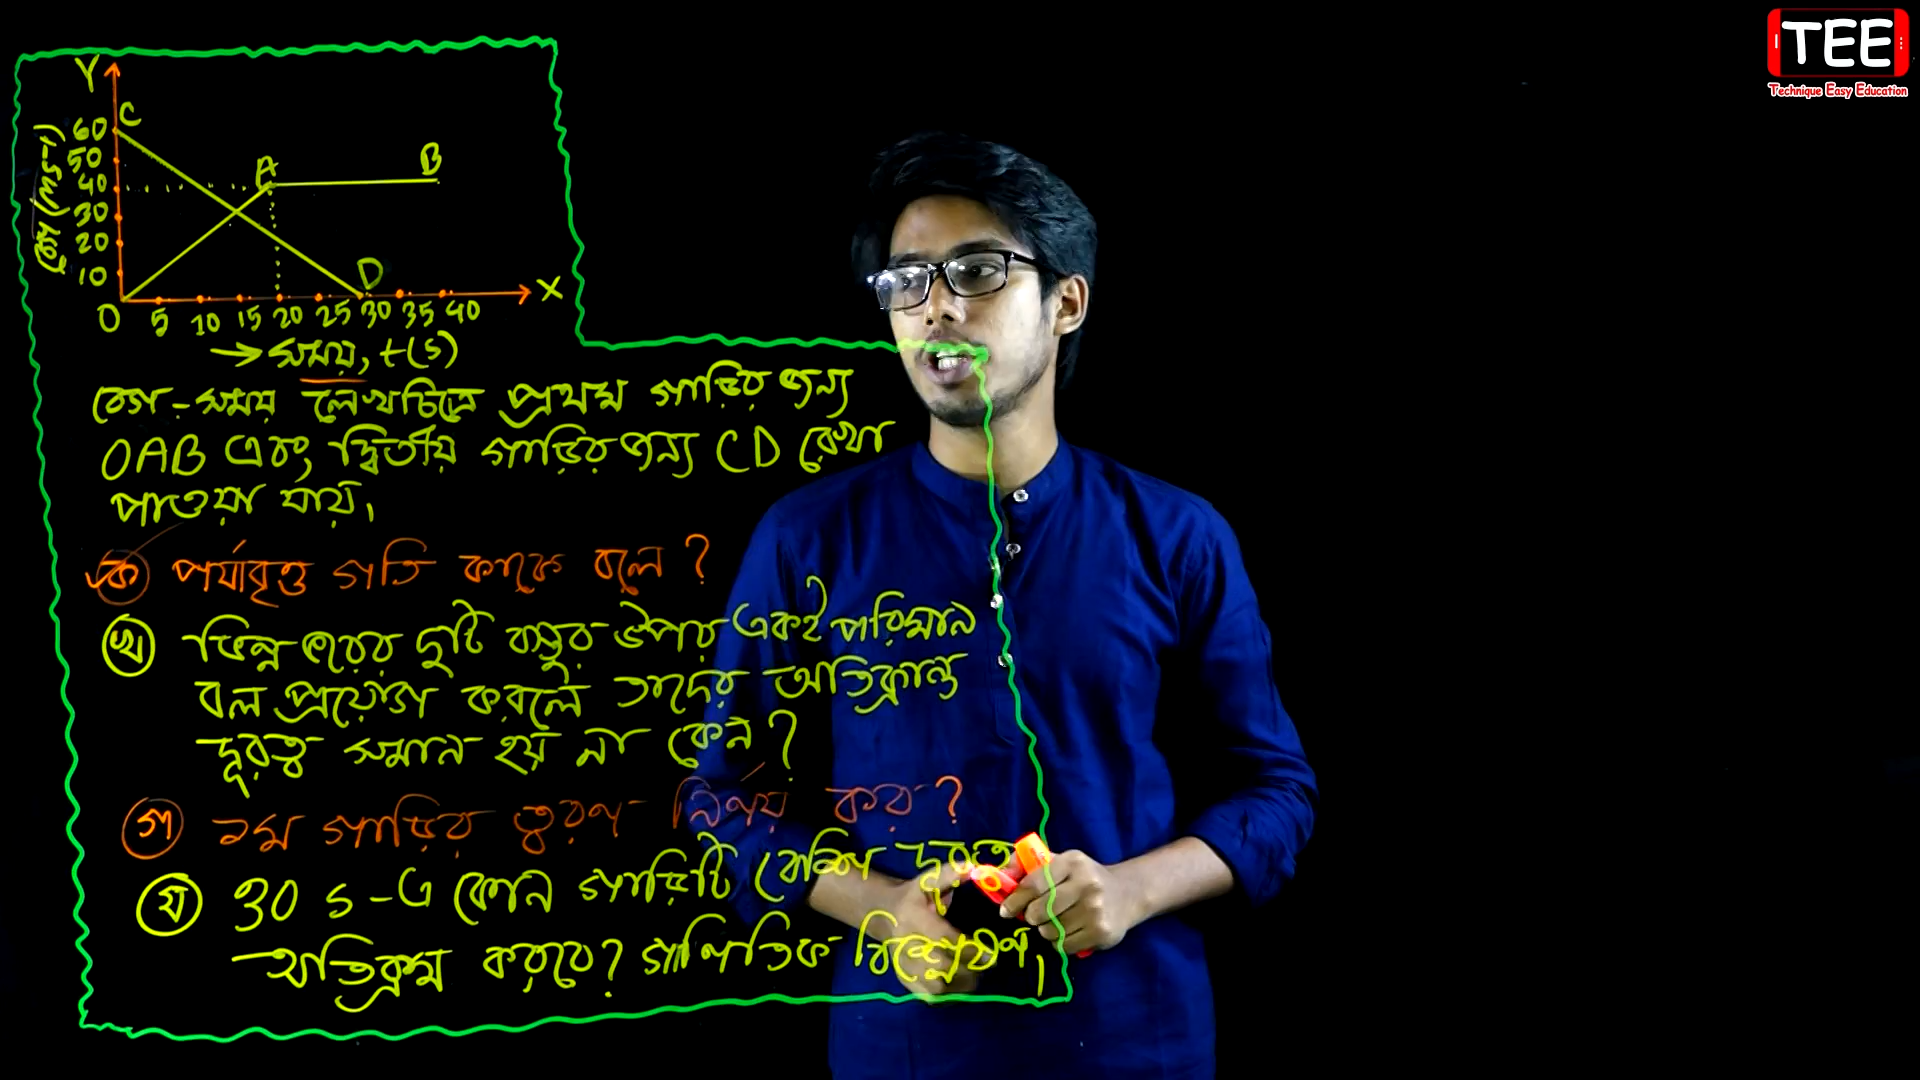 TEE
Technique Easy Education
Y
C
60
50
40
30
20
10
বেগ (ms-1)
A
B
D
X
0 5 10 15 20 25 30 35 40
→ সময়, t(s)
বেগ-সময় লেখচিত্রে প্রথম গাড়ির জন্য
OAB এবং দ্বিতীয় গাড়ির জন্য CD রেখা
পাওয়া যায়।
ক পর্যাবৃত্ত গতি কাকে বলে ?
খ ভিন্ন ভরের দুটি বস্তুর উপর একই পরিমান
বল প্রয়োগ করলে তাদের অতিক্রান্ত
দূরত্ব সমান হয় না কেন ?
গ ১ম গাড়ির ত্বরণ নির্ণয় কর ?
ঘ 30 s-এ কোন গাড়িটি বেশি দূরত্ব
অতিক্রম করবে ? গাণিতিক বিশ্লেষণ।